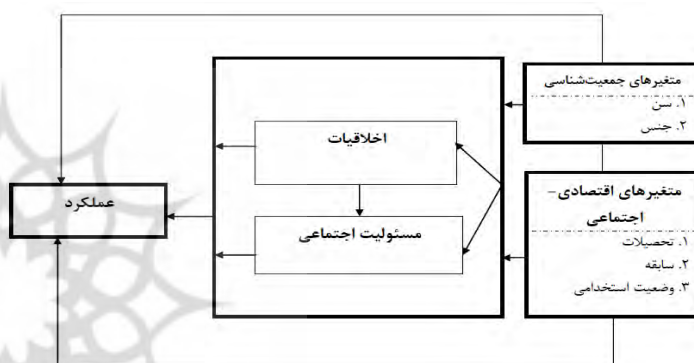 متغیرهای جمعیت‌شناسی
۱. سن
۲. جنس
اخلاقیات
متغیرهای اقتصادی-
اجتماعی
۱. تحصیلات
۲. سابقه
۳. وضعیت استخدامی
مسئولیت اجتماعی
عملکرد